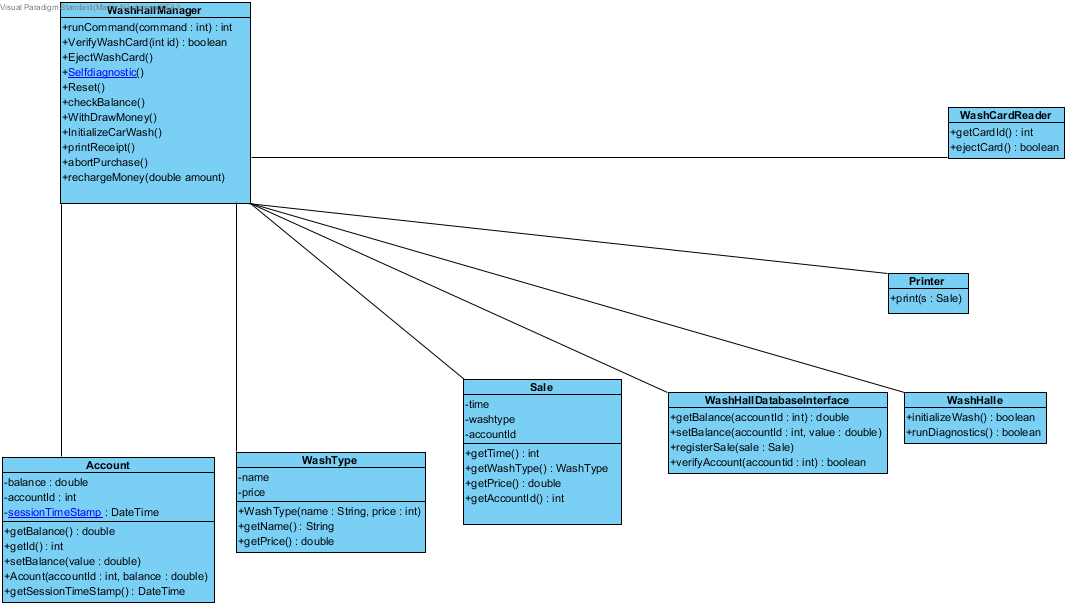 Visual Paradigm Standard(Ma
WashHallManager
+runCommand(command : int) : int
+VerifyWashCard(int id) : boolean
+EjectWashCard()
+Selfdiagnostic()
+Reset()
+checkBalance()
+WithDrawMoney()
+InitializeCarWash()
+printReceipt()
+abortPurchase()
+rechargeMoney(double amount)
WashCardReader
+getCardId() : int
+ejectCard() : boolean
Printer
+print(s : Sale)
Sale
-time
-washtype
-accountId
+getTime() : int
+getWashType() : WashType
+getPrice() : double
+getAccountId() : int
WashHallDatabaseInterface
+getBalance(accountId : int) : double
+setBalance(accountId : int, value : double)
+registerSale(sale : Sale)
+verifyAccount(accountid : int) : boolean
WashHalle
+initializeWash() : boolean
+runDiagnostics() : boolean
Account
-balance : double
-accountId : int
-sessionTimeStamp : DateTime
+getBalance() : double
+getId() : int
+setBalance(value : double)
+Acount(accountId : int, balance : double)
+getSessionTimeStamp() : DateTime
WashType
-name
-price
+WashType(name : String, price : int)
+getName() : String
+getPrice() : double